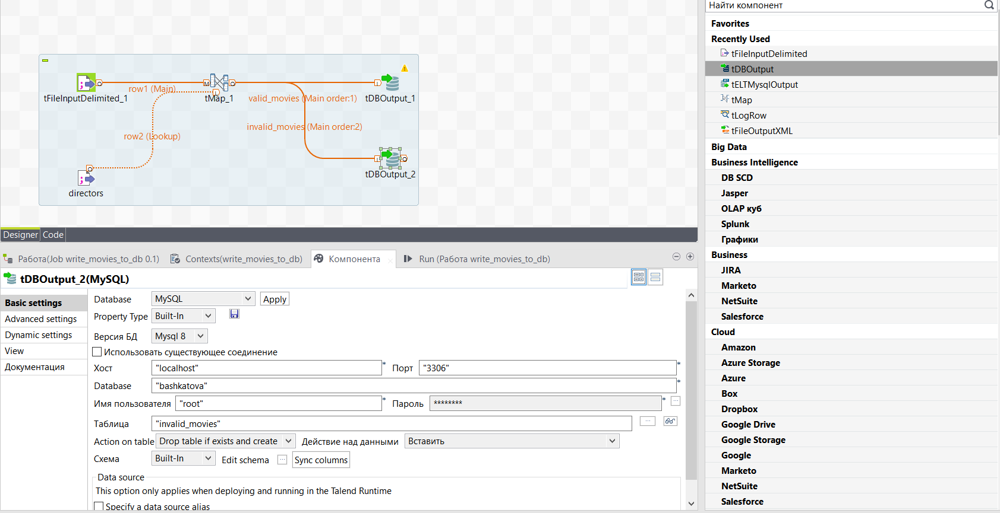 tFileInputDelimited_1
row1 (Main)
tMap_1
valid_movies (Main order:1)
tDBOutput_1
invalid_movies (Main order:2)
row2 (Lookup)
tDBOutput_2
directors
Designer
Code
Работа(Job write_movies_to_db 0.1)
Contexts(write_movies_to_db)
Компонента
Run (Работа write_movies_to_db)
tDBOutput_2(MySQL)
Basic settings
Advanced settings
Dynamic settings
View
Документация
Database
MySQL
Apply
Property Type
Built-In
Версия БД
Mysql 8
Использовать существующее соединение
Хост
"localhost"
*
Порт
"3306"
*
Database
"bashkatova"
*
Имя пользователя
"root"
*
Пароль
********
*
Таблица
"invalid_movies"
Action on table
Drop table if exists and create
Действие над данными
Вставить
Схема
Built-In
Edit schema
Sync columns
Data source
This option only applies when deploying and running in the Talend Runtime
Specify a data source alias
Найти компонент
Favorites
Recently Used
tFileInputDelimited
tDBOutput
tELTMysqlOutput
tMap
tLogRow
tFileOutputXML
Big Data
Business Intelligence
DB SCD
Jasper
OLAP куб
Splunk
Графики
Business
JIRA
Marketo
NetSuite
Salesforce
Cloud
Amazon
Azure Storage
Azure
Box
Dropbox
Google Drive
Google Storage
Google
Marketo
NetSuite
Salesforce